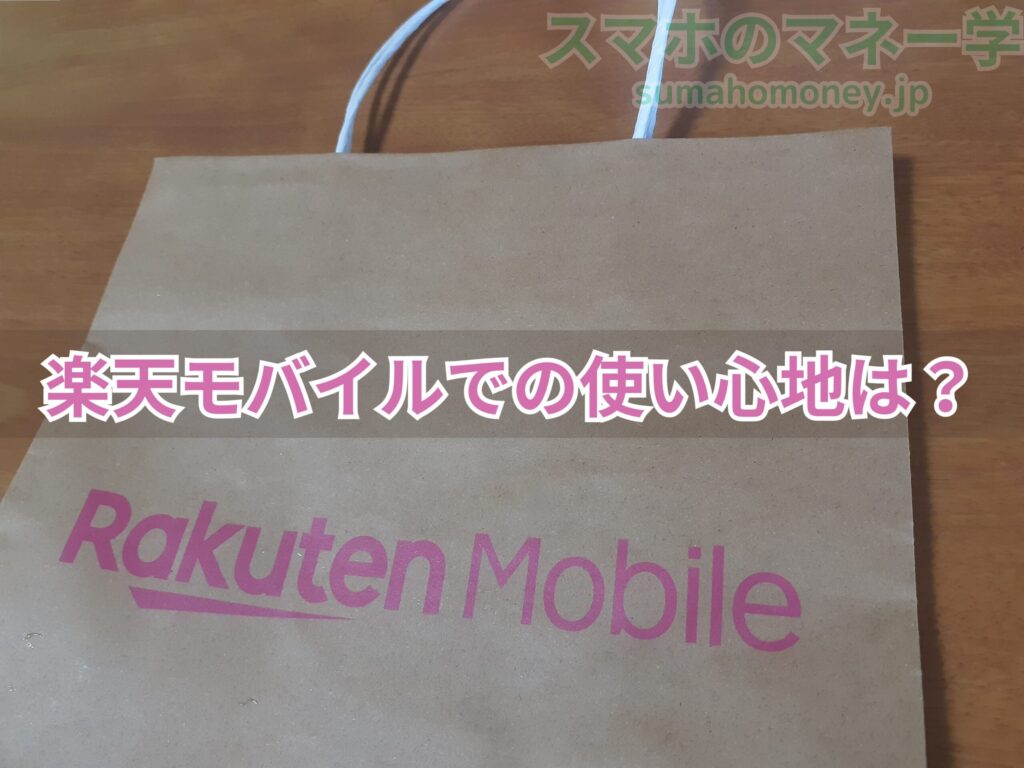 スマホのマネー学
sumahomoney.jp
楽天モバイルでの使い心地は？
Rakuten Mobile